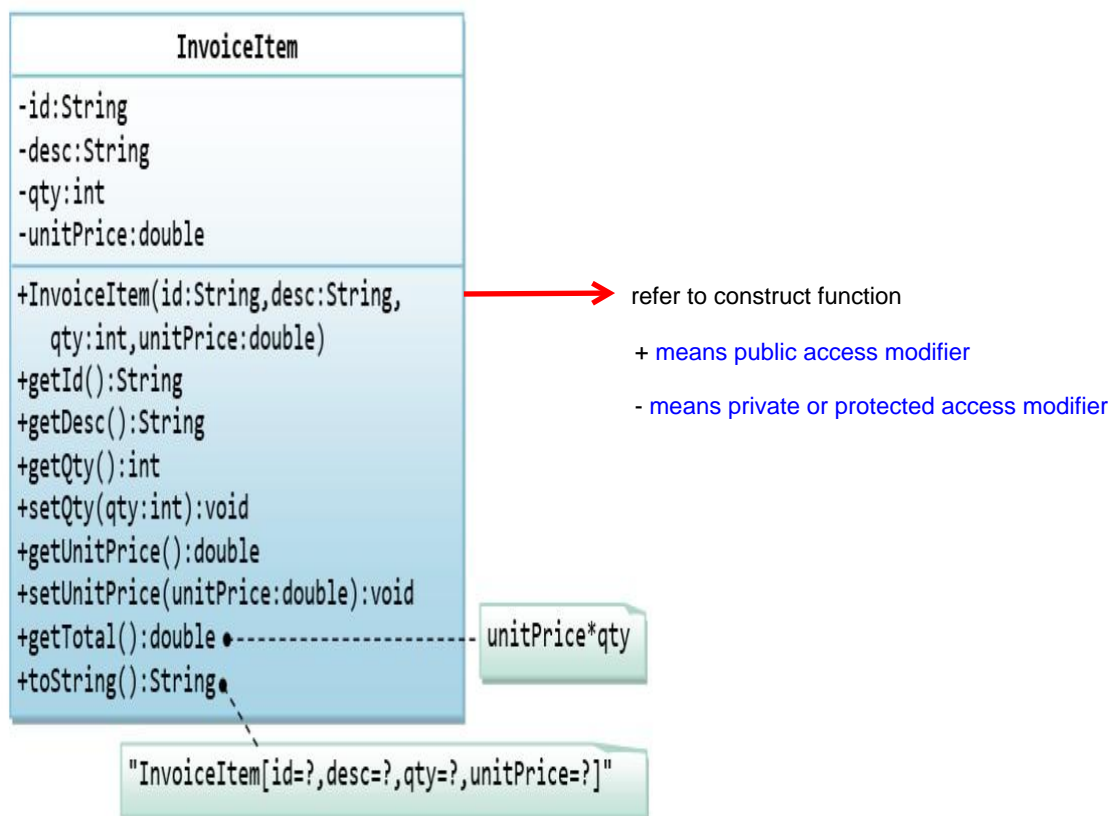 InvoiceItem
-id:String
-desc:String
-qty:int
-unitPrice:double
+InvoiceItem(id:String,desc:String,
qty:int,unitPrice:double)
+getId():String
+getDesc():String
+getQty():int
+setQty(qty:int):void
+getUnitPrice():double
+setUnitPrice(unitPrice:double):void
+getTotal():double
+toString():String
unitPrice*qty
"InvoiceItem[id=?,desc=?,qty=?,unitPrice=?]"
refer to construct function
+ means public access modifier
- means private or protected access modifier